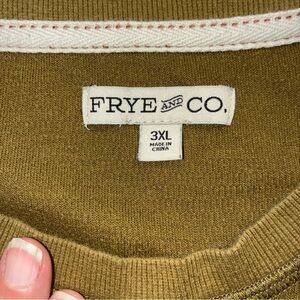 FRYE AND CO.
3XL
MADE IN
CHINA